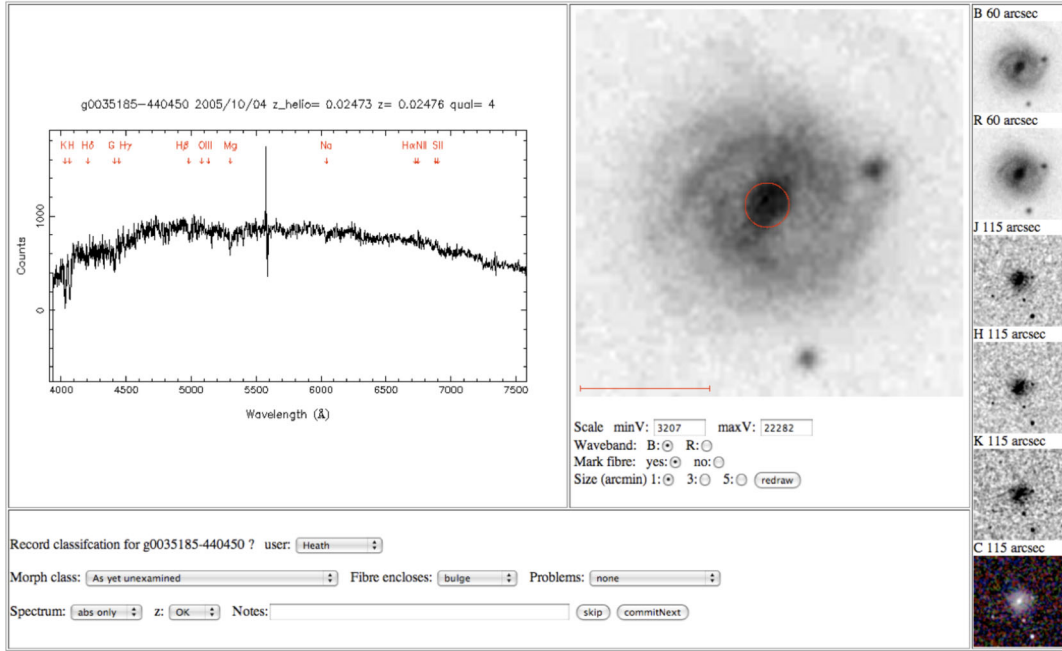 g0035185-440450 2005/10/04 z_helio= 0.02473 z= 0.02476 qual= 4
K H Hδ G Hγ Hβ OIII Mg Na Hα NII SII
1000
0
Counts
4000 4500 5000 5500 6000 6500 7000 7500
Wavelength (Å)
Scale minV: 3207 maxV: 22282
Waveband: B: R:
Mark fibre: yes: no:
Size (arcmin) 1: 3: 5: redraw
B 60 arcsec
R 60 arcsec
J 115 arcsec
H 115 arcsec
K 115 arcsec
C 115 arcsec
Record classifcation for g0035185-440450 ? user: Heath
Morph class: As yet unexamined Fibre encloses: bulge Problems: none
Spectrum: abs only z: OK Notes: skip commitNext